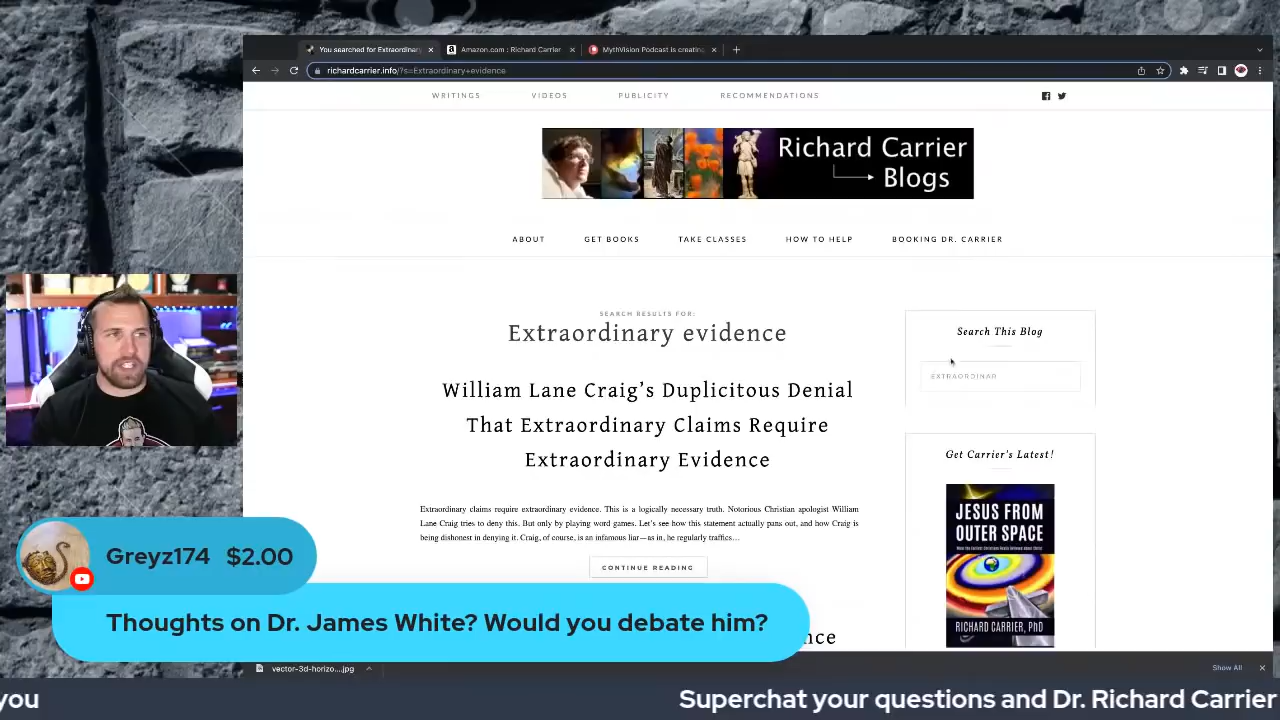 You searched for Extraordinary
Amazon.com : Richard Carrier
MythVision Podcast is creating
richardcarrier.info/?s=Extraordinary+evidence
WRITINGS
VIDEOS
PUBLICITY
RECOMMENDATIONS
Richard Carrier
Blogs
ABOUT
GET BOOKS
TAKE CLASSES
HOW TO HELP
BOOKING DR. CARRIER
SEARCH RESULTS FOR:
Extraordinary evidence
William Lane Craig's Duplicitous Denial
That Extraordinary Claims Require
Extraordinary Evidence
Extraordinary claims require extraordinary evidence. This is a logically necessary truth. Notorious Christian apologist William
Lane Craig tries to deny this. But only by playing word games. Let's see how this statement actually pans out, and how Craig is
being dishonest in denying it. Craig, of course, is an infamous liar—as in, he regularly traffics…
CONTINUE READING
Search This Blog
EXTRAORDINAR
Get Carrier's Latest!
JESUS FROM
OUTER SPACE
RICHARD CARRIER, PhD
Greyz174 $2.00
Thoughts on Dr. James White? Would you debate him?
nce
vector-3d-horizo....jpg
Show All
you
Superchat your questions and Dr. Richard Carrier